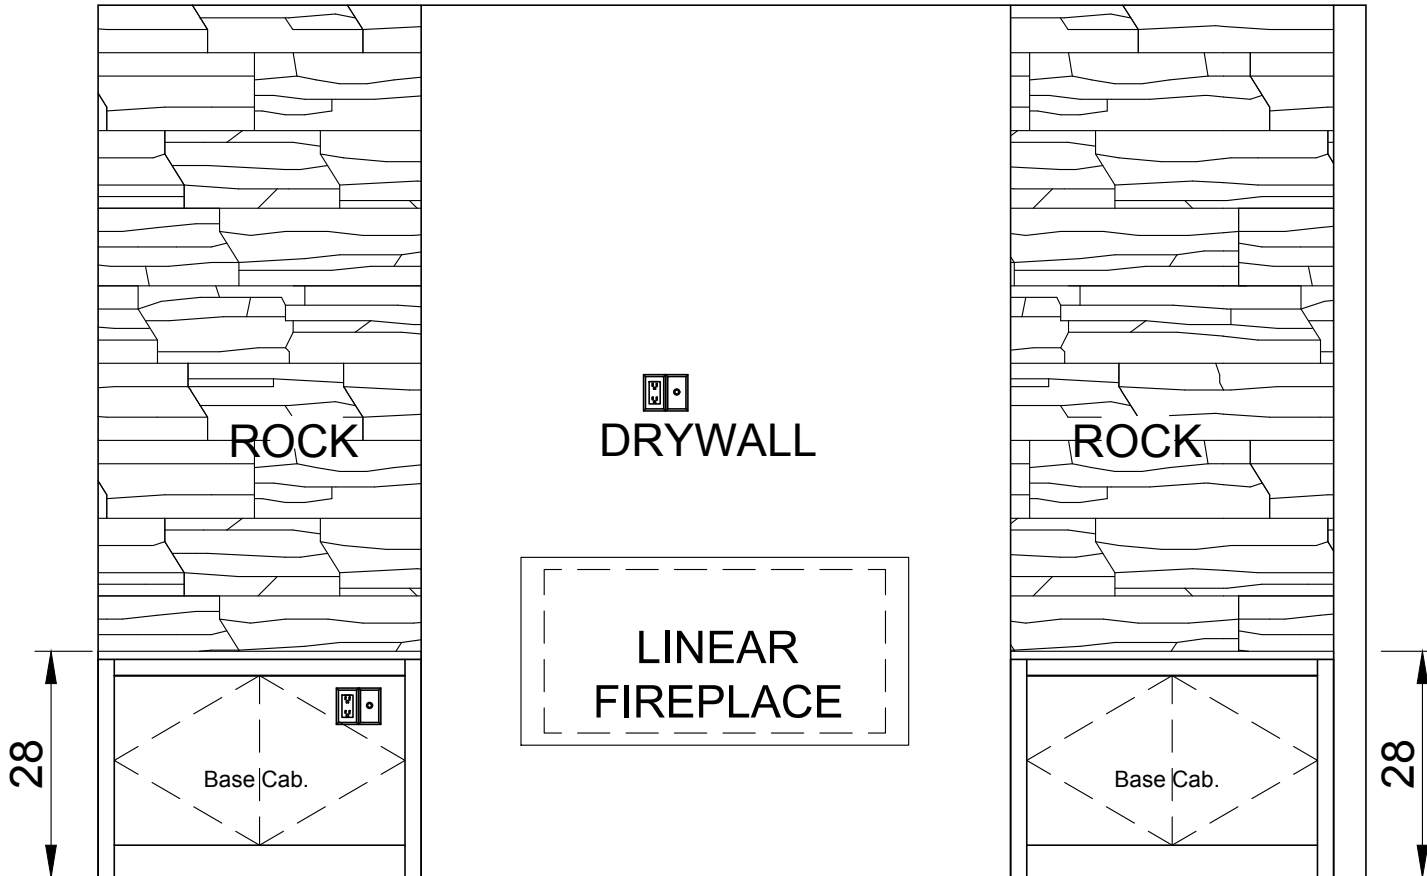 ROCK
DRYWALL
ROCK
LINEAR
FIREPLACE
28
Base Cab.
Base Cab.
28